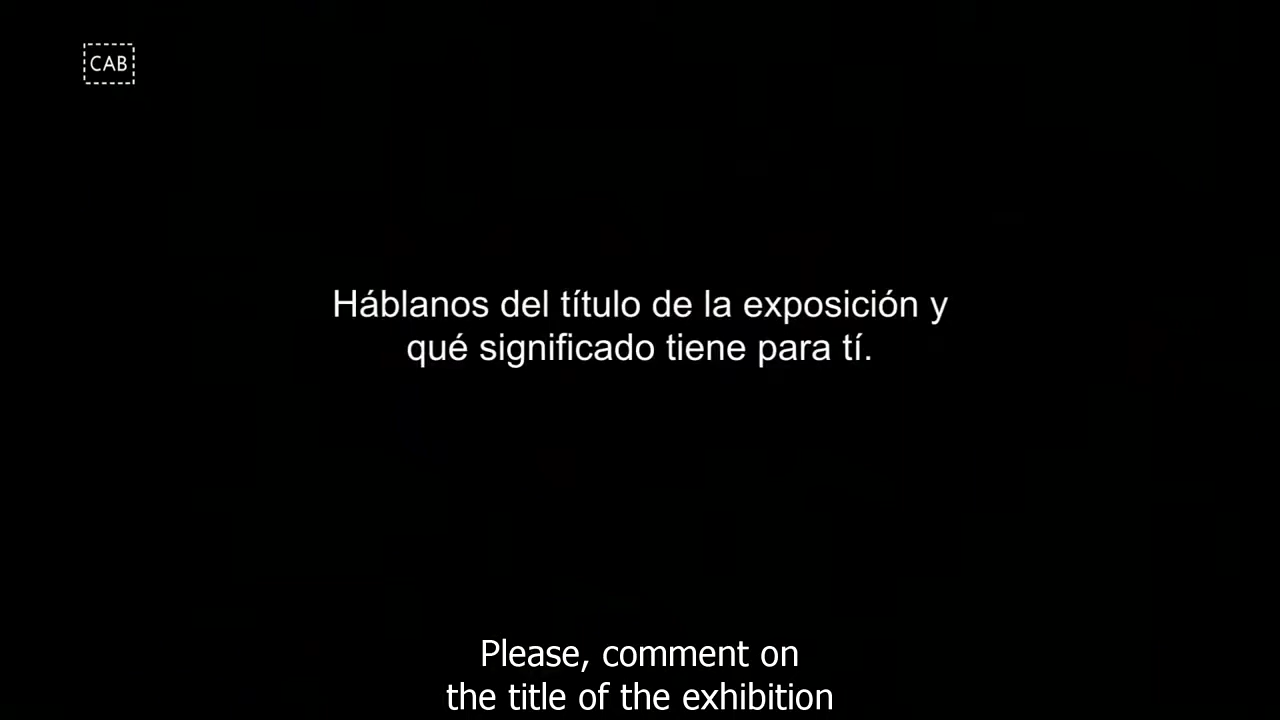 CAB
Háblanos del título de la exposición y
qué significado tiene para tí.
Please, comment on
the title of the exhibition